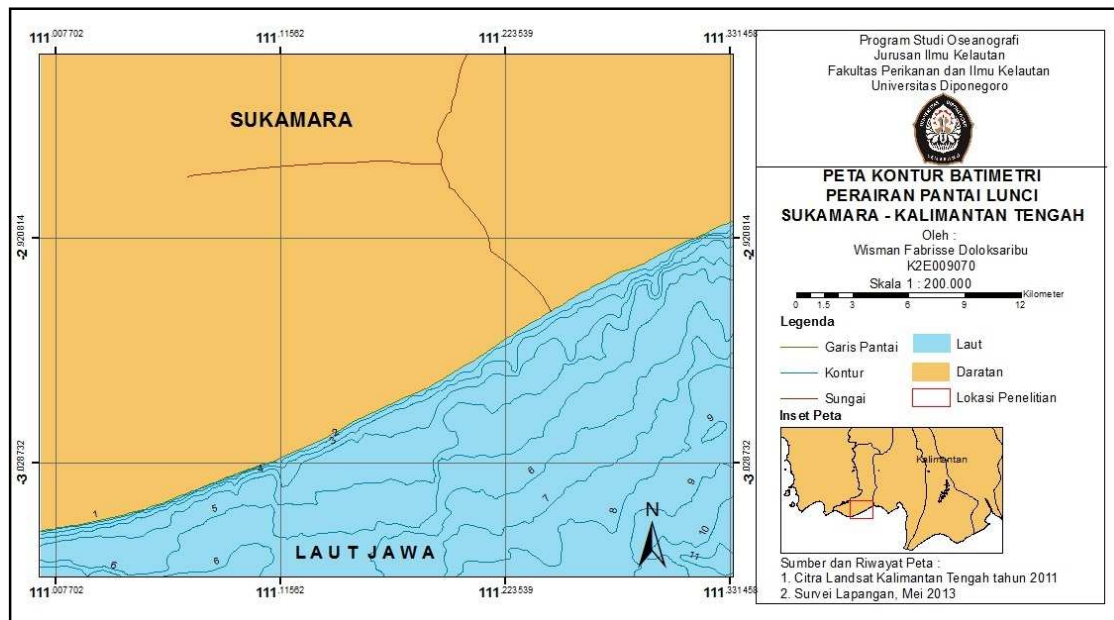 111.007702
111.11562
111.223539
111.331458
SUKAMARA
-2.920814
-2.920814
1
2
3
4
5
6
6
6
7
8
9
9
10
11
-3.028732
-3.028732
N
LAUT JAWA
111.007702
111.11562
111.223539
111.331458
Program Studi Oseanografi
Jurusan Ilmu Kelautan
Fakultas Perikanan dan Ilmu Kelautan
Universitas Diponegoro
PETA KONTUR BATIMETRI
PERAIRAN PANTAI LUNCI
SUKAMARA - KALIMANTAN TENGAH
Oleh :
Wisman Fabrisse Doloksaribu
K2E009070
Skala 1 : 200.000
Kilometer
0 1.5 3 6 9 12
Legenda
Garis Pantai
Laut
Kontur
Daratan
Sungai
Lokasi Penelitian
Inset Peta
Kalimantan
Sumber dan Riwayat Peta :
1. Citra Landsat Kalimantan Tengah tahun 2011
2. Survei Lapangan, Mei 2013